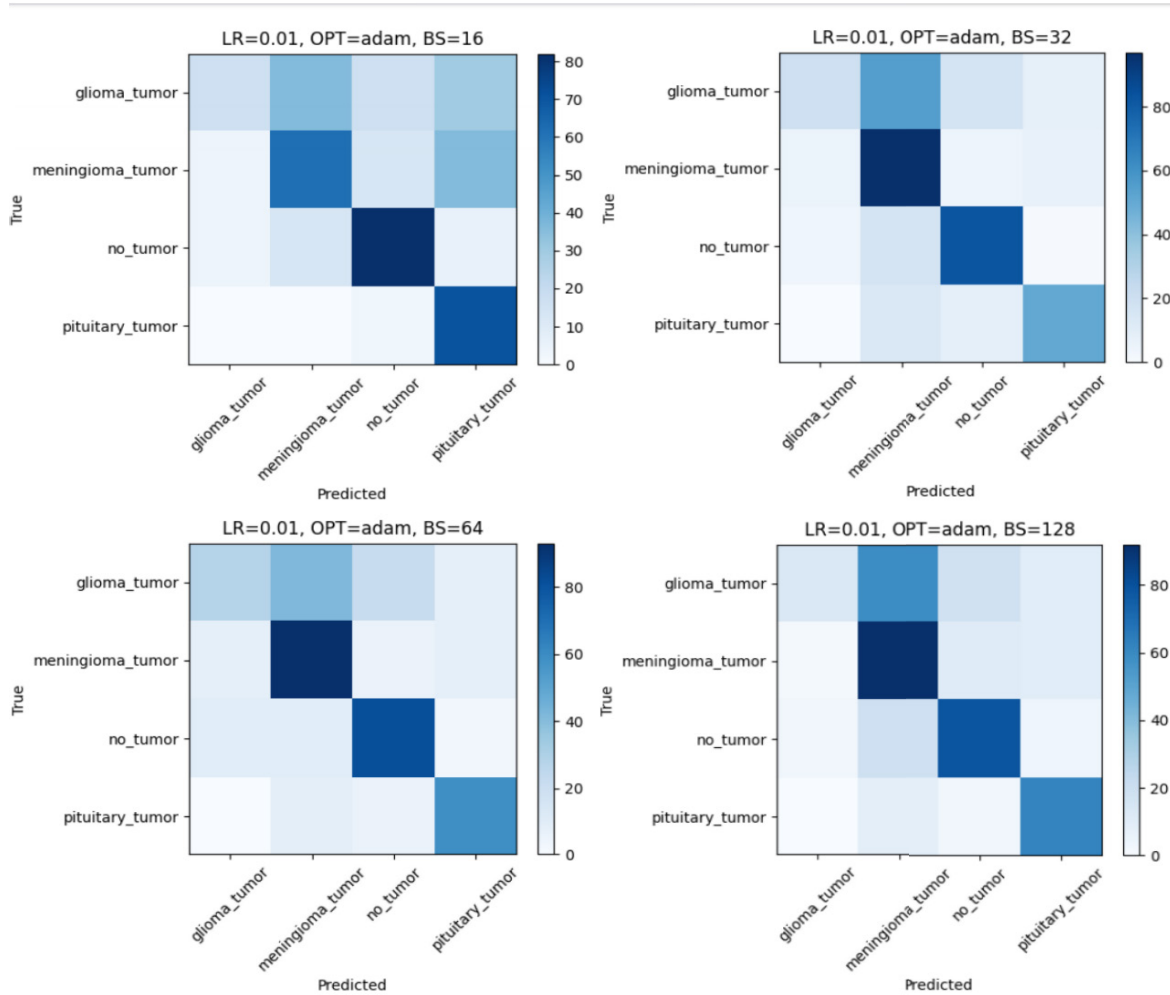 LR=0.01, OPT=adam, BS=16
glioma_tumor
meningioma_tumor
no_tumor
pituitary_tumor
True
80
70
60
50
40
30
20
10
0
glioma_tumor
meningioma_tumor
no_tumor
pituitary_tumor
Predicted
LR=0.01, OPT=adam, BS=32
glioma_tumor
meningioma_tumor
no_tumor
pituitary_tumor
True
80
60
40
20
0
glioma_tumor
meningioma_tumor
no_tumor
pituitary_tumor
Predicted
LR=0.01, OPT=adam, BS=64
glioma_tumor
meningioma_tumor
no_tumor
pituitary_tumor
True
80
60
40
20
0
glioma_tumor
meningioma_tumor
no_tumor
pituitary_tumor
Predicted
LR=0.01, OPT=adam, BS=128
glioma_tumor
meningioma_tumor
no_tumor
pituitary_tumor
True
80
60
40
20
0
glioma_tumor
meningioma_tumor
no_tumor
pituitary_tumor
Predicted